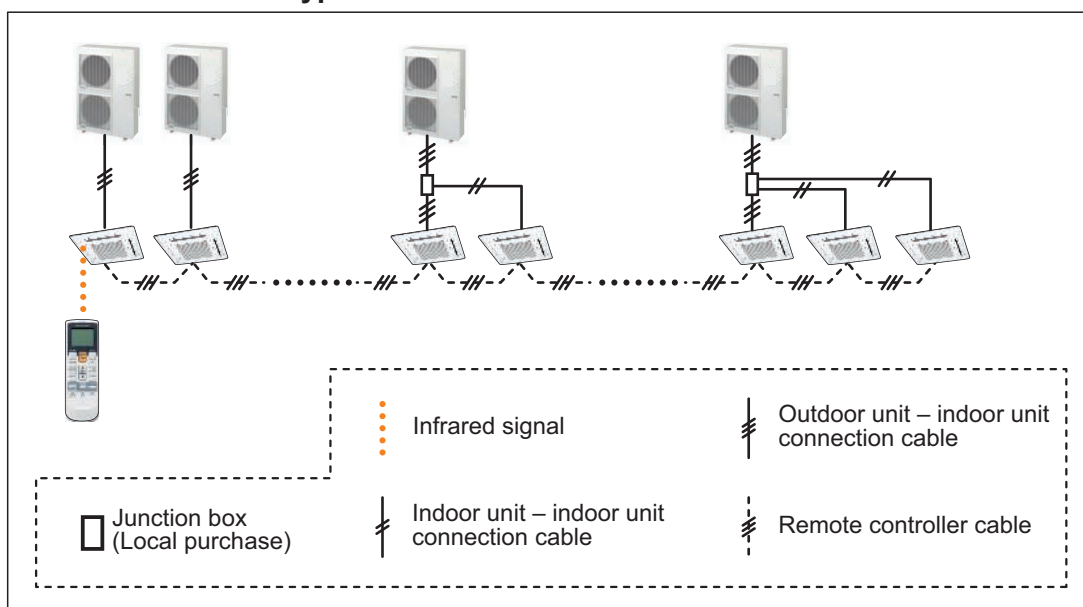 Infrared signal
Outdoor unit – indoor unit
connection cable
Junction box
(Local purchase)
Indoor unit – indoor unit
connection cable
Remote controller cable